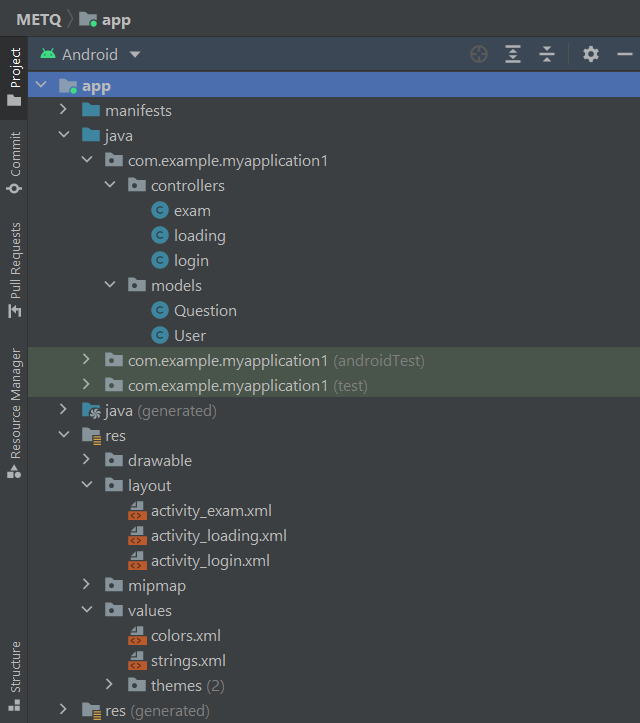 METQ app
Android
app
manifests
java
com.example.myapplication1
controllers
exam
loading
login
models
Question
User
com.example.myapplication1 (androidTest)
com.example.myapplication1 (test)
java (generated)
res
drawable
layout
activity_exam.xml
activity_loading.xml
activity_login.xml
mipmap
values
colors.xml
strings.xml
themes (2)
res (generated)
Project
Commit
Pull Requests
Resource Manager
Structure